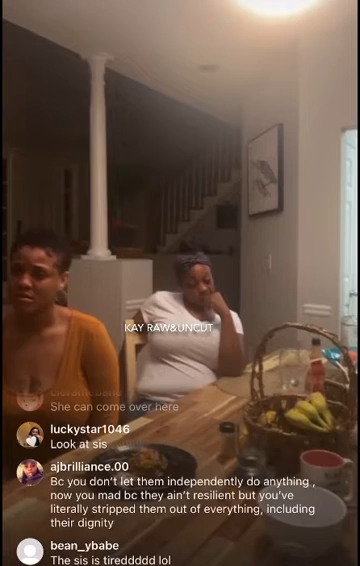 KAY RAW&UNCUT
She can come over here
luckystar1046
Look at sis
ajbrilliance.00
Bc you don't let them independently do anything ,
now you mad bc they ain't resilient but you've
literally stripped them out of everything, including
their dignity
bean_ybabe
The sis is tireddddd lol